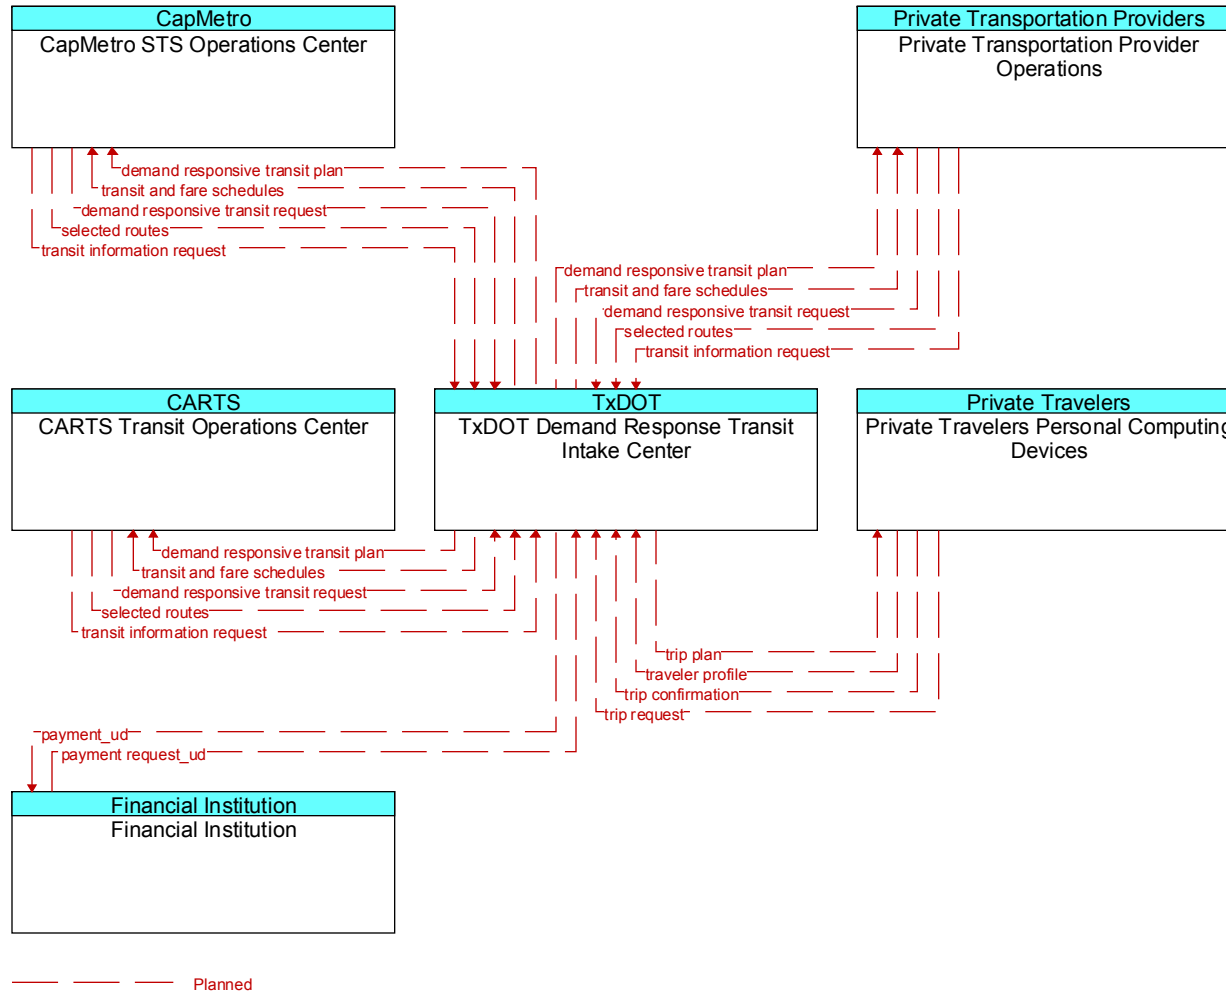 CapMetro
CapMetro STS Operations Center
Private Transportation Providers
Private Transportation Provider
Operations
demand responsive transit plan
transit and fare schedules
demand responsive transit request
selected routes
transit information request
demand responsive transit plan
transit and fare schedules
demand responsive transit request
selected routes
transit information request
CARTS
CARTS Transit Operations Center
TxDOT
TxDOT Demand Response Transit
Intake Center
Private Travelers
Private Travelers Personal Computing
Devices
demand responsive transit plan
transit and fare schedules
demand responsive transit request
selected routes
transit information request
trip plan
traveler profile
trip confirmation
trip request
payment_ud
payment request_ud
Financial Institution
Financial Institution
Planned